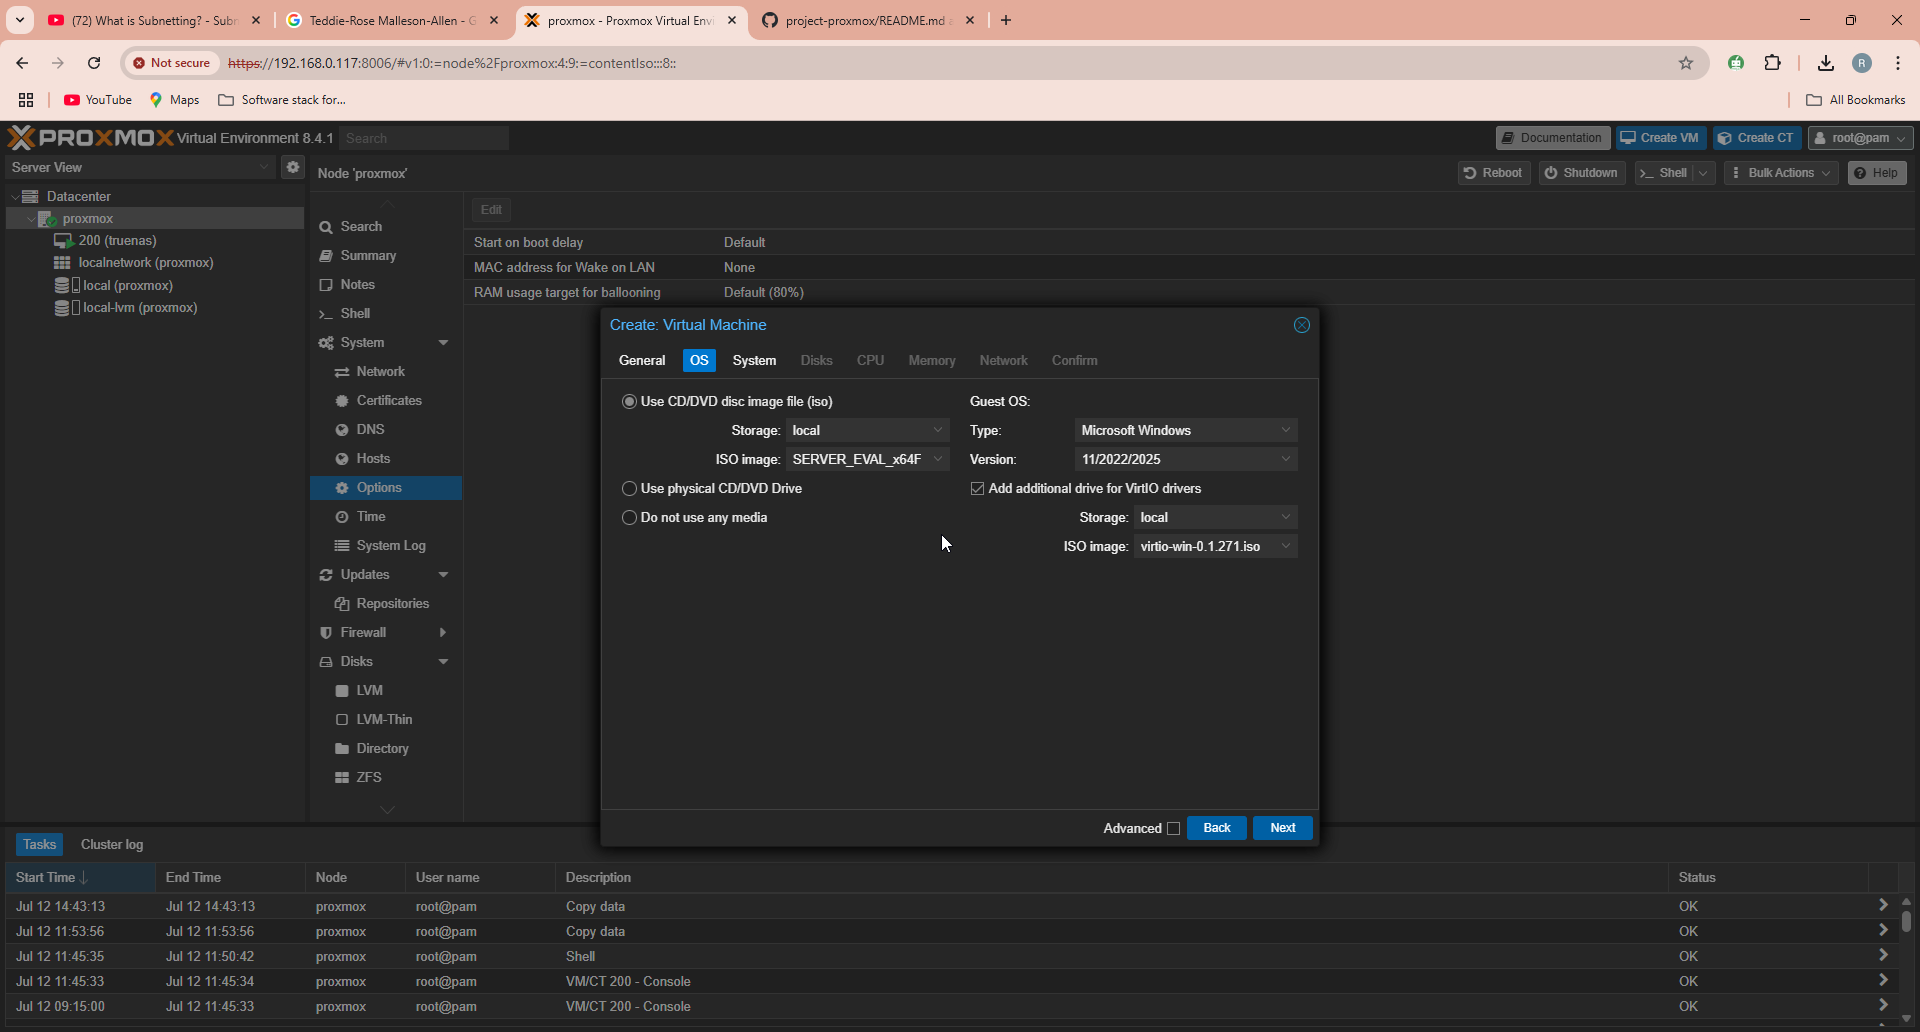 (72) What is Subnetting? - Subn
Teddie-Rose Malleson-Allen - G
proxmox - Proxmox Virtual Envi
project-proxmox/README.md a
Not secure
https://192.168.0.117:8006/#v1:0:=node%2Fproxmox:4:9:=contentIso:::8::
R
YouTube
Maps
Software stack for...
All Bookmarks
PROXMOX Virtual Environment 8.4.1
Search
Documentation
Create VM
Create CT
root@pam
Server View
Node 'proxmox'
Reboot
Shutdown
Shell
Bulk Actions
Help
Datacenter
proxmox
200 (truenas)
localnetwork (proxmox)
local (proxmox)
local-lvm (proxmox)
Search
Summary
Notes
Shell
System
Network
Certificates
DNS
Hosts
Options
Time
System Log
Updates
Repositories
Firewall
Disks
LVM
LVM-Thin
Directory
ZFS
Edit
Start on boot delay Default
MAC address for Wake on LAN None
RAM usage target for ballooning Default (80%)
Create: Virtual Machine
General OS System Disks CPU Memory Network Confirm
Use CD/DVD disc image file (iso)
Storage: local
ISO image: SERVER_EVAL_x64F
Use physical CD/DVD Drive
Do not use any media
Guest OS:
Type: Microsoft Windows
Version: 11/2022/2025
Add additional drive for VirtIO drivers
Storage: local
ISO image: virtio-win-0.1.271.iso
Advanced
Back
Next
Tasks
Cluster log
Start Time End Time Node User name Description Status
Jul 12 14:43:13 Jul 12 14:43:13 proxmox root@pam Copy data OK
Jul 12 11:53:56 Jul 12 11:53:56 proxmox root@pam Copy data OK
Jul 12 11:45:35 Jul 12 11:50:42 proxmox root@pam Shell OK
Jul 12 11:45:33 Jul 12 11:45:34 proxmox root@pam VM/CT 200 - Console OK
Jul 12 09:15:00 Jul 12 11:45:33 proxmox root@pam VM/CT 200 - Console OK